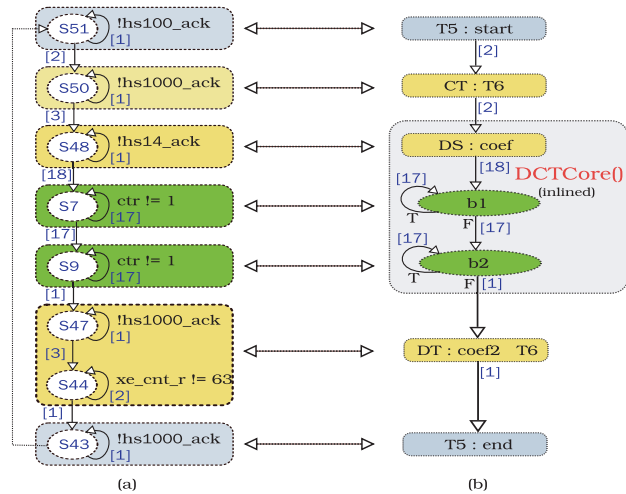 S51
!hs100_ack
[1]
[2]
S50
!hs1000_ack
[1]
[3]
S48
!hs14_ack
[1]
[18]
S7
ctr != 1
[17]
[17]
S9
ctr != 1
[17]
[1]
S47
!hs1000_ack
[1]
[3]
S44
xe_cnt_r != 63
[2]
[1]
S43
!hs1000_ack
[1]
(a)
T5 : start
[2]
CT : T6
[2]
DS : coef
[18]
DCTCore()
(inlined)
[17]
b1
T
F
[17]
[17]
b2
T
F
[1]
DT : coef2 T6
[1]
T5 : end
(b)